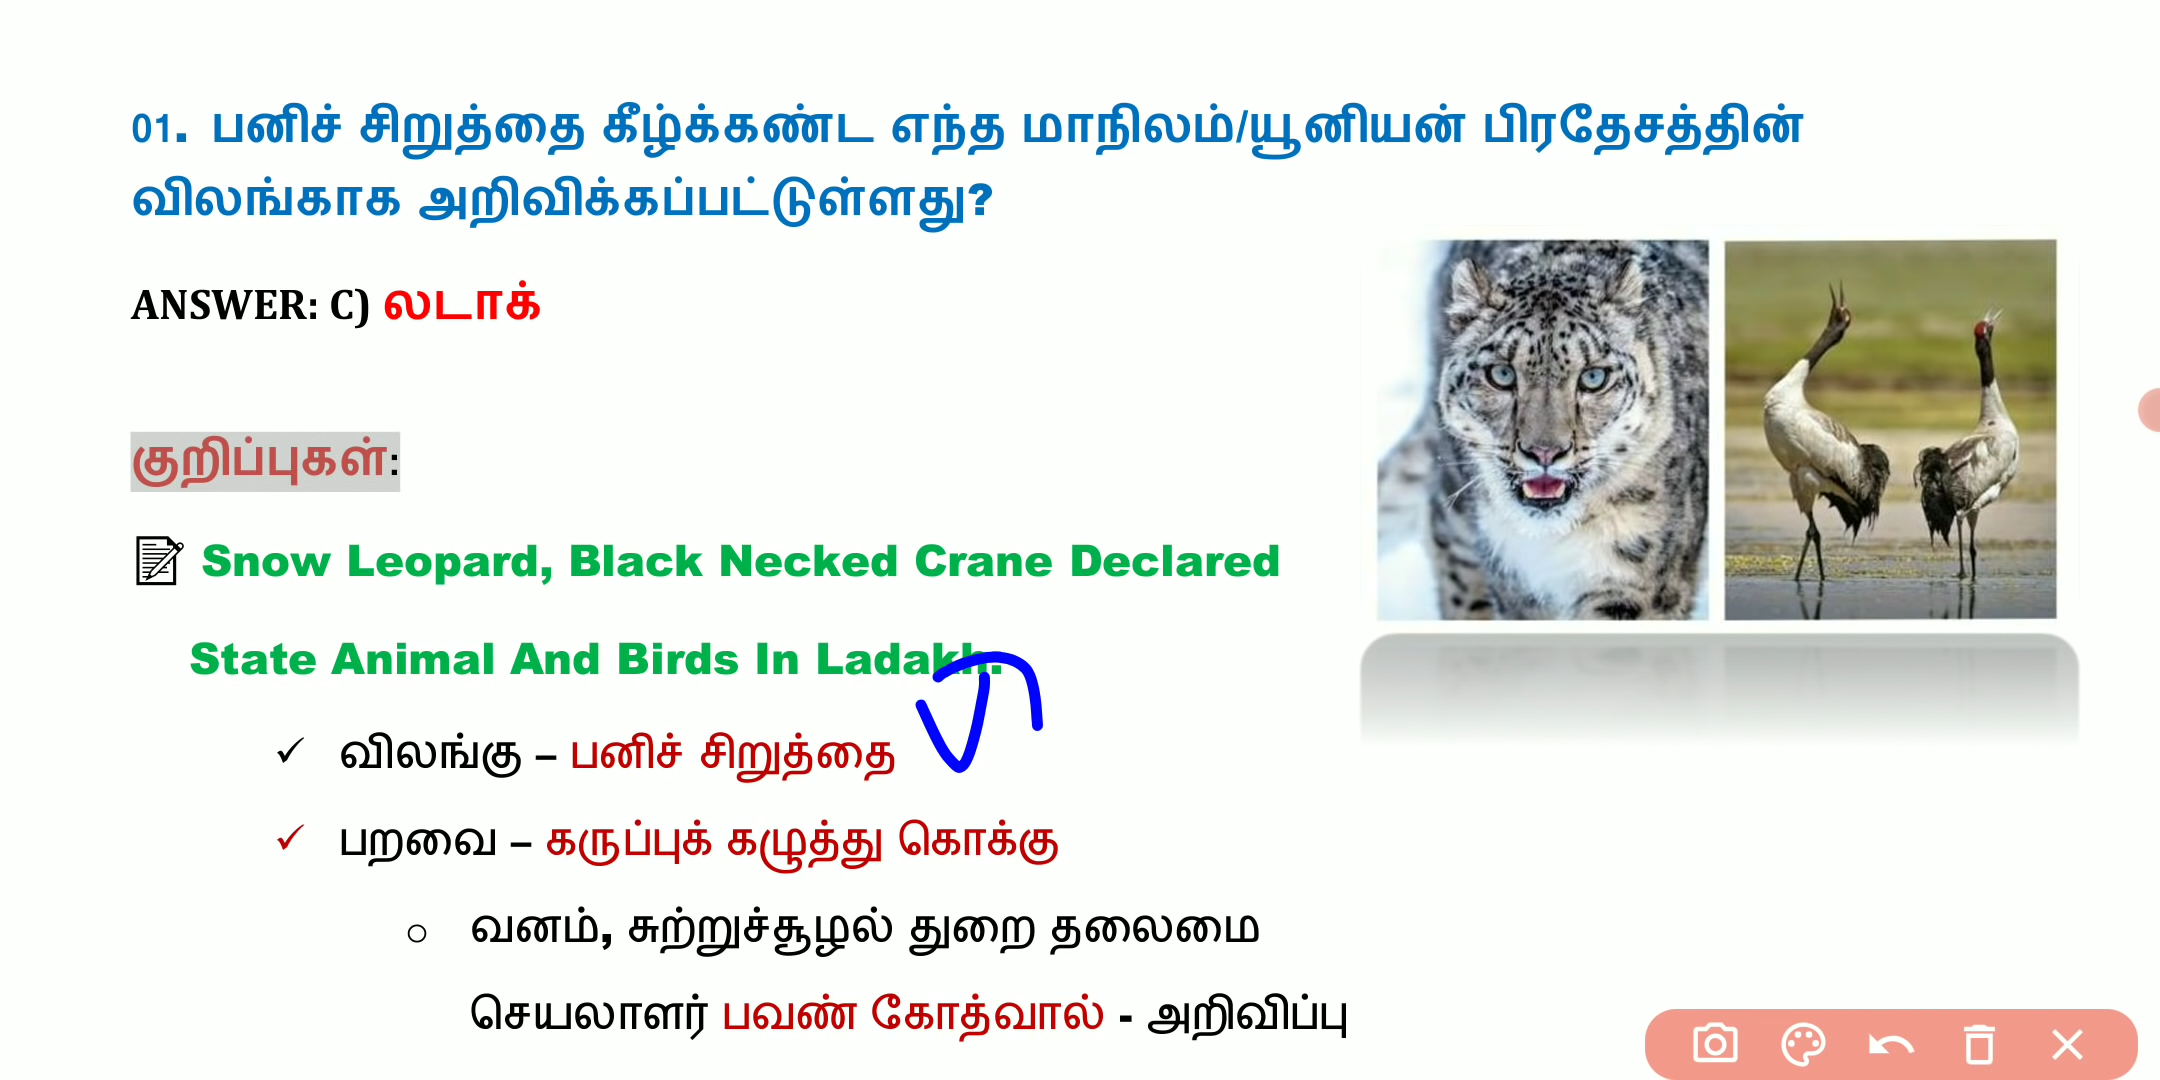 01. பனிச் சிறுத்தை கீழ்க்கண்ட எந்த மாநிலம்/யூனியன் பிரதேசத்தின்
விலங்காக அறிவிக்கப்பட்டுள்ளது?
ANSWER: C) லடாக்
குறிப்புகள்:
Snow Leopard, Black Necked Crane Declared
State Animal And Birds In Ladakh.
✓ விலங்கு – பனிச் சிறுத்தை
✓ பறவை – கருப்புக் கழுத்து கொக்கு
o வனம், சுற்றுச்சூழல் துறை தலைமை
செயலாளர் பவண் கோத்வால் - அறிவிப்பு